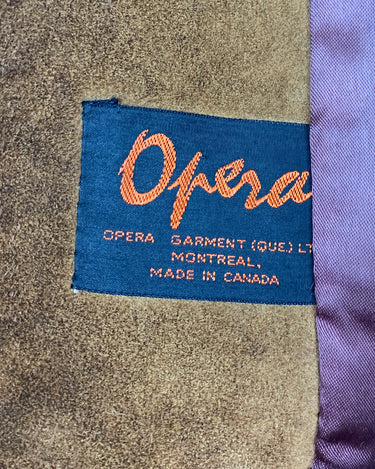 Opera
OPERA GARMENT (QUE.) LT
MONTREAL,
MADE IN CANADA